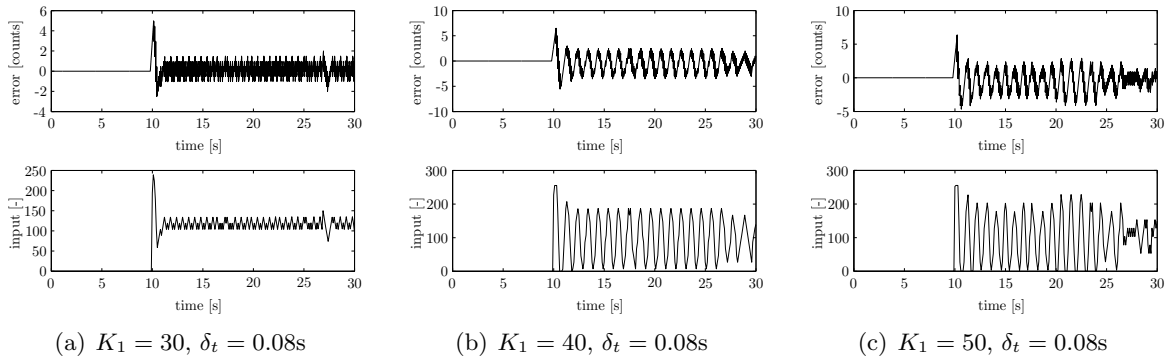 6
4
2
0
-2
-4
error [counts]
0 5 10 15 20 25 30
time [s]
250
200
150
100
50
0
input [-]
0 5 10 15 20 25 30
time [s]
(a) K₁ = 30, δₜ = 0.08s
10
5
0
-5
-10
error [counts]
0 5 10 15 20 25 30
time [s]
300
200
100
0
input [-]
0 5 10 15 20 25 30
time [s]
(b) K₁ = 40, δₜ = 0.08s
10
5
0
-5
error [counts]
0 5 10 15 20 25 30
time [s]
300
200
100
0
input [-]
0 5 10 15 20 25 30
time [s]
(c) K₁ = 50, δₜ = 0.08s